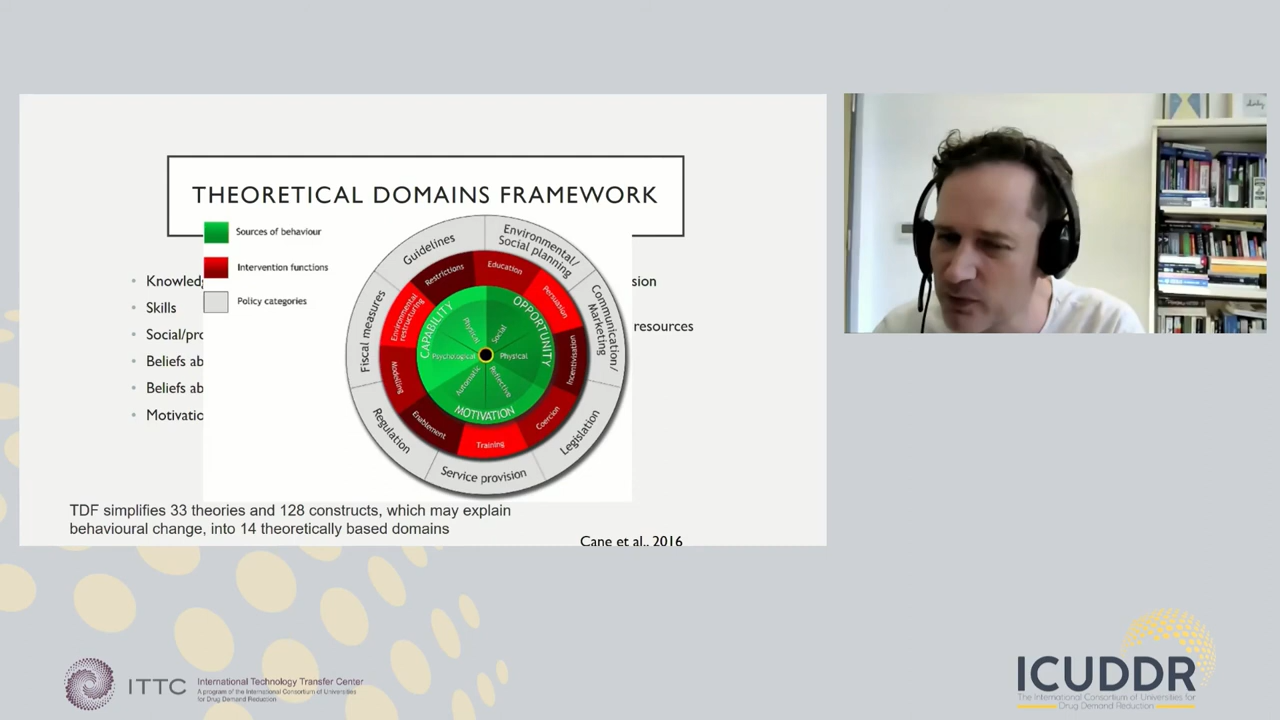 THEORETICAL DOMAINS FRAMEWORK
Sources of behaviour
Intervention functions
Policy categories
Guidelines
Environmental/
Social planning
Communication/
Marketing
Legislation
Service provision
Regulation
Fiscal measures
Restrictions
Education
Persuasion
Incentivisation
Coercion
Training
Enablement
Modelling
Environmental
restructuring
CAPABILITY
OPPORTUNITY
MOTIVATION
Physical
Social
Psychological
Physical
Automatic
Reflective
• Knowled
• Skills
• Social/pro
• Beliefs ab
• Beliefs ab
• Motivatio
sion
resources
TDF simplifies 33 theories and 128 constructs, which may explain
behavioural change, into 14 theoretically based domains
Cane et al., 2016
ITTC
International Technology Transfer Center
A program of the International Consortium of Universities
for Drug Demand Reduction
ICUDDR
The International Consortium of Universities for
Drug Demand Reduction